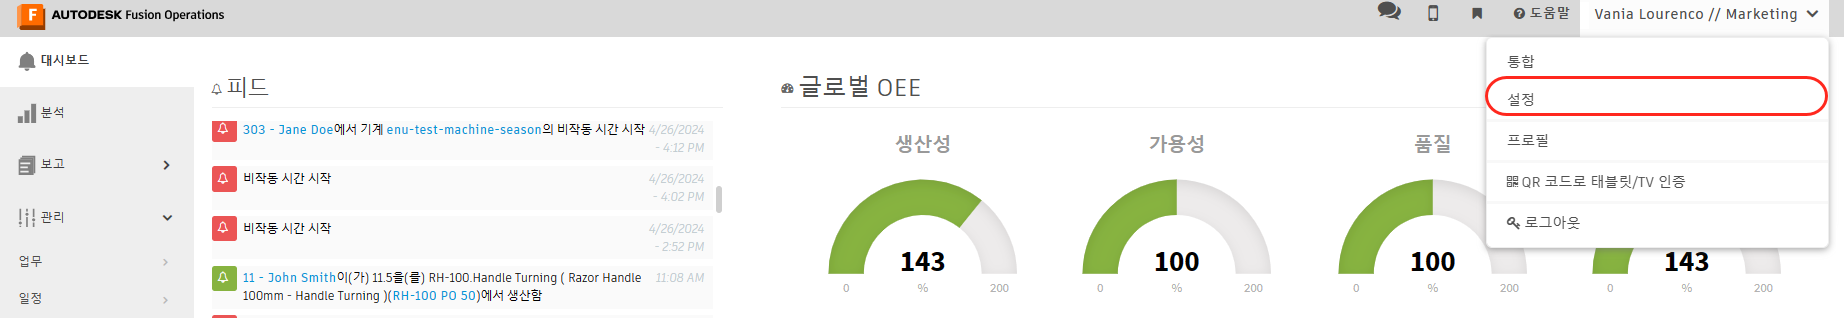 AUTODESK Fusion Operations
도움말
Vania Lourenco // Marketing
통합
설정
프로필
QR 코드로 태블릿/TV 인증
로그아웃
대시보드
분석
보고
관리
업무
일정
피드
303 - Jane Doe에서 기계 enu-test-machine-season의 비작동 시간 시작 4/26/2024
- 4:12 PM
비작동 시간 시작 4/26/2024
- 4:02 PM
비작동 시간 시작 4/26/2024
- 2:52 PM
11 - John Smith이(가) 11.5을(를) RH-100.Handle Turning ( Razor Handle 11:08 AM
100mm - Handle Turning )(RH-100 PO 50)에서 생산함
글로벌 OEE
생산성 가용성 품질
143 100 100 143
0 % 200 0 % 200 0 % 200 0 % 200